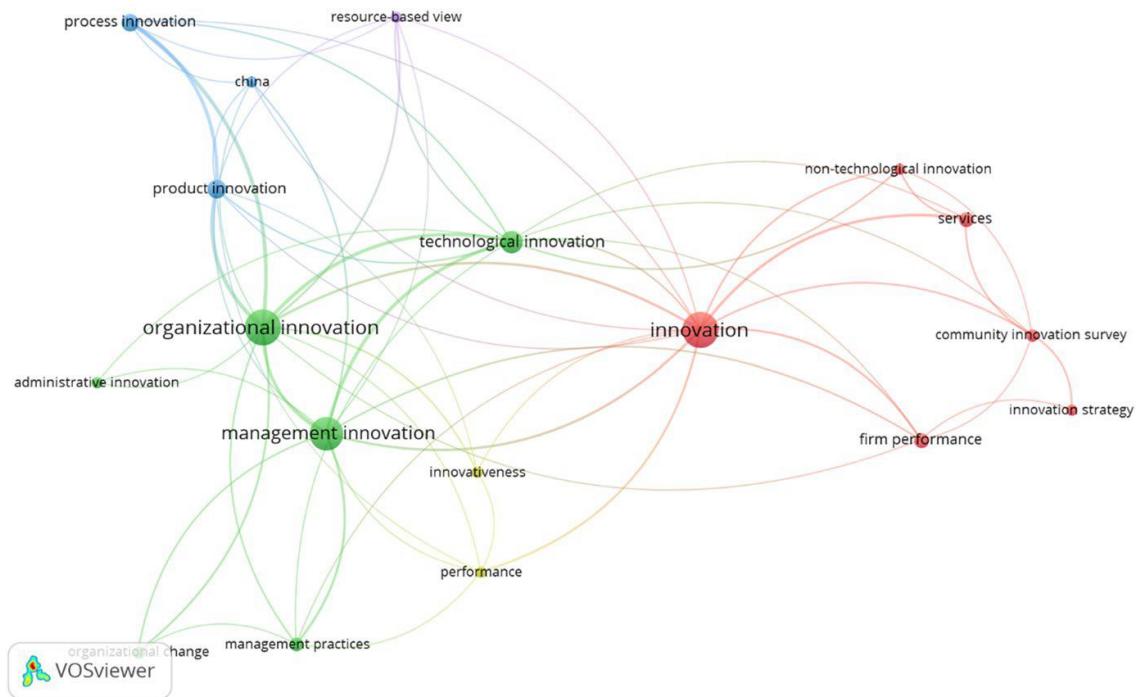 process innovation
resource-based view
china
non-technological innovation
product innovation
services
technological innovation
organizational innovation
innovation
community innovation survey
administrative innovation
innovation strategy
management innovation
firm performance
innovativeness
performance
management practices
organizational change
VOSviewer